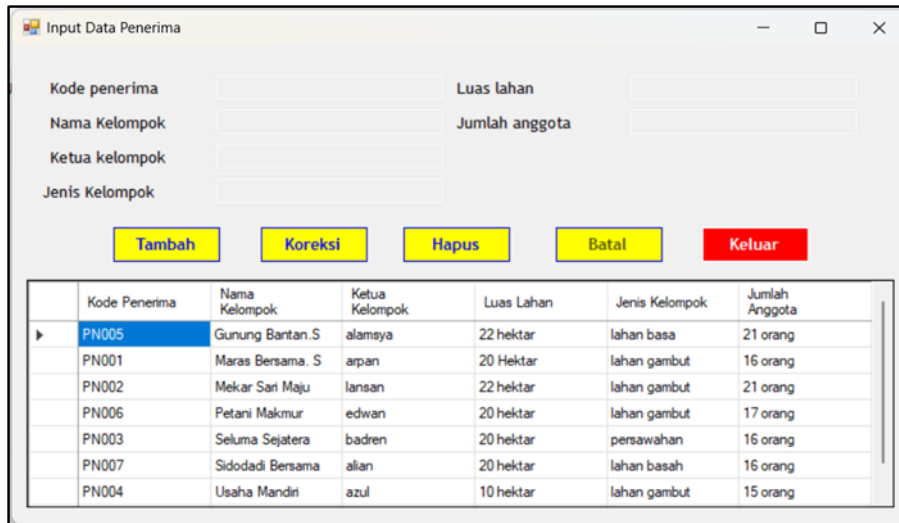 Input Data Penerima
Kode penerima Luas lahan
Nama Kelompok Jumlah anggota
Ketua kelompok
Jenis Kelompok
Tambah Koreksi Hapus Batal Keluar
Kode Penerima Nama Kelompok Ketua Kelompok Luas Lahan Jenis Kelompok Jumlah Anggota
PN005 Gunung Bantan.S alamsya 22 hektar lahan basa 21 orang
PN001 Maras Bersama. S arpan 20 Hektar lahan gambut 16 orang
PN002 Mekar Sari Maju lansan 22 hektar lahan gambut 21 orang
PN006 Petani Makmur edwan 20 hektar lahan gambut 17 orang
PN003 Seluma Sejatera badren 20 hektar persawahan 16 orang
PN007 Sidodadi Bersama alian 20 hektar lahan basah 16 orang
PN004 Usaha Mandiri azul 10 hektar lahan gambut 15 orang